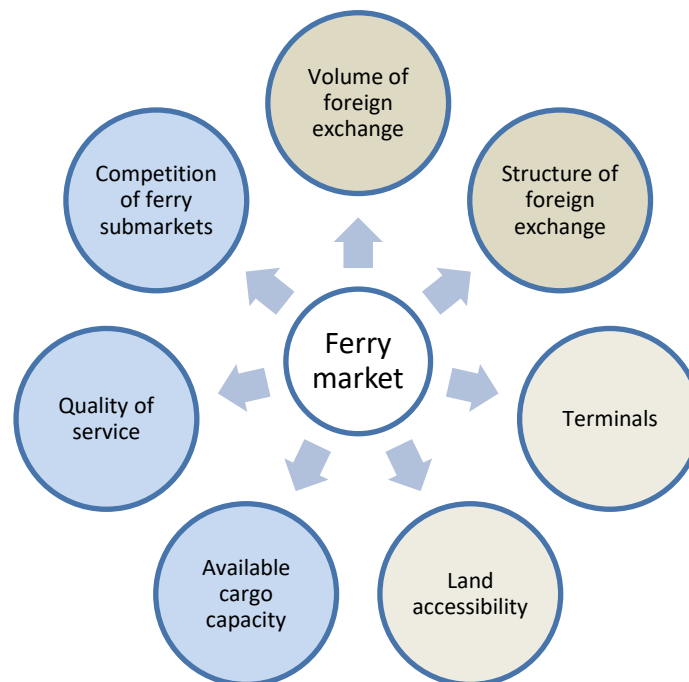 Volume of
foreign
exchange
Competition
of ferry
submarkets
Structure of
foreign
exchange
Ferry
market
Quality of
service
Terminals
Available
cargo
capacity
Land
accessibility